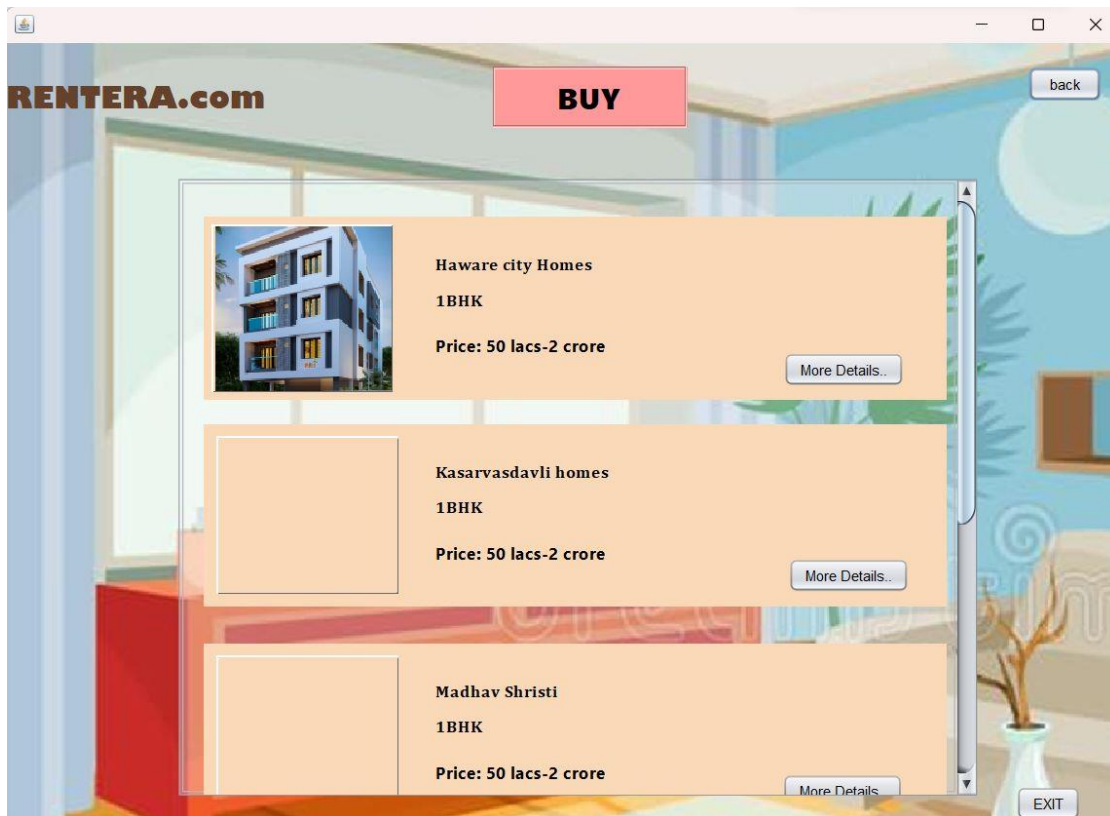 RENTERA.com
BUY
back
Haware city Homes
1BHK
Price: 50 lacs-2 crore
More Details..
Kasarvasdavli homes
1BHK
Price: 50 lacs-2 crore
More Details..
Madhav Shristi
1BHK
Price: 50 lacs-2 crore
More Details..
EXIT